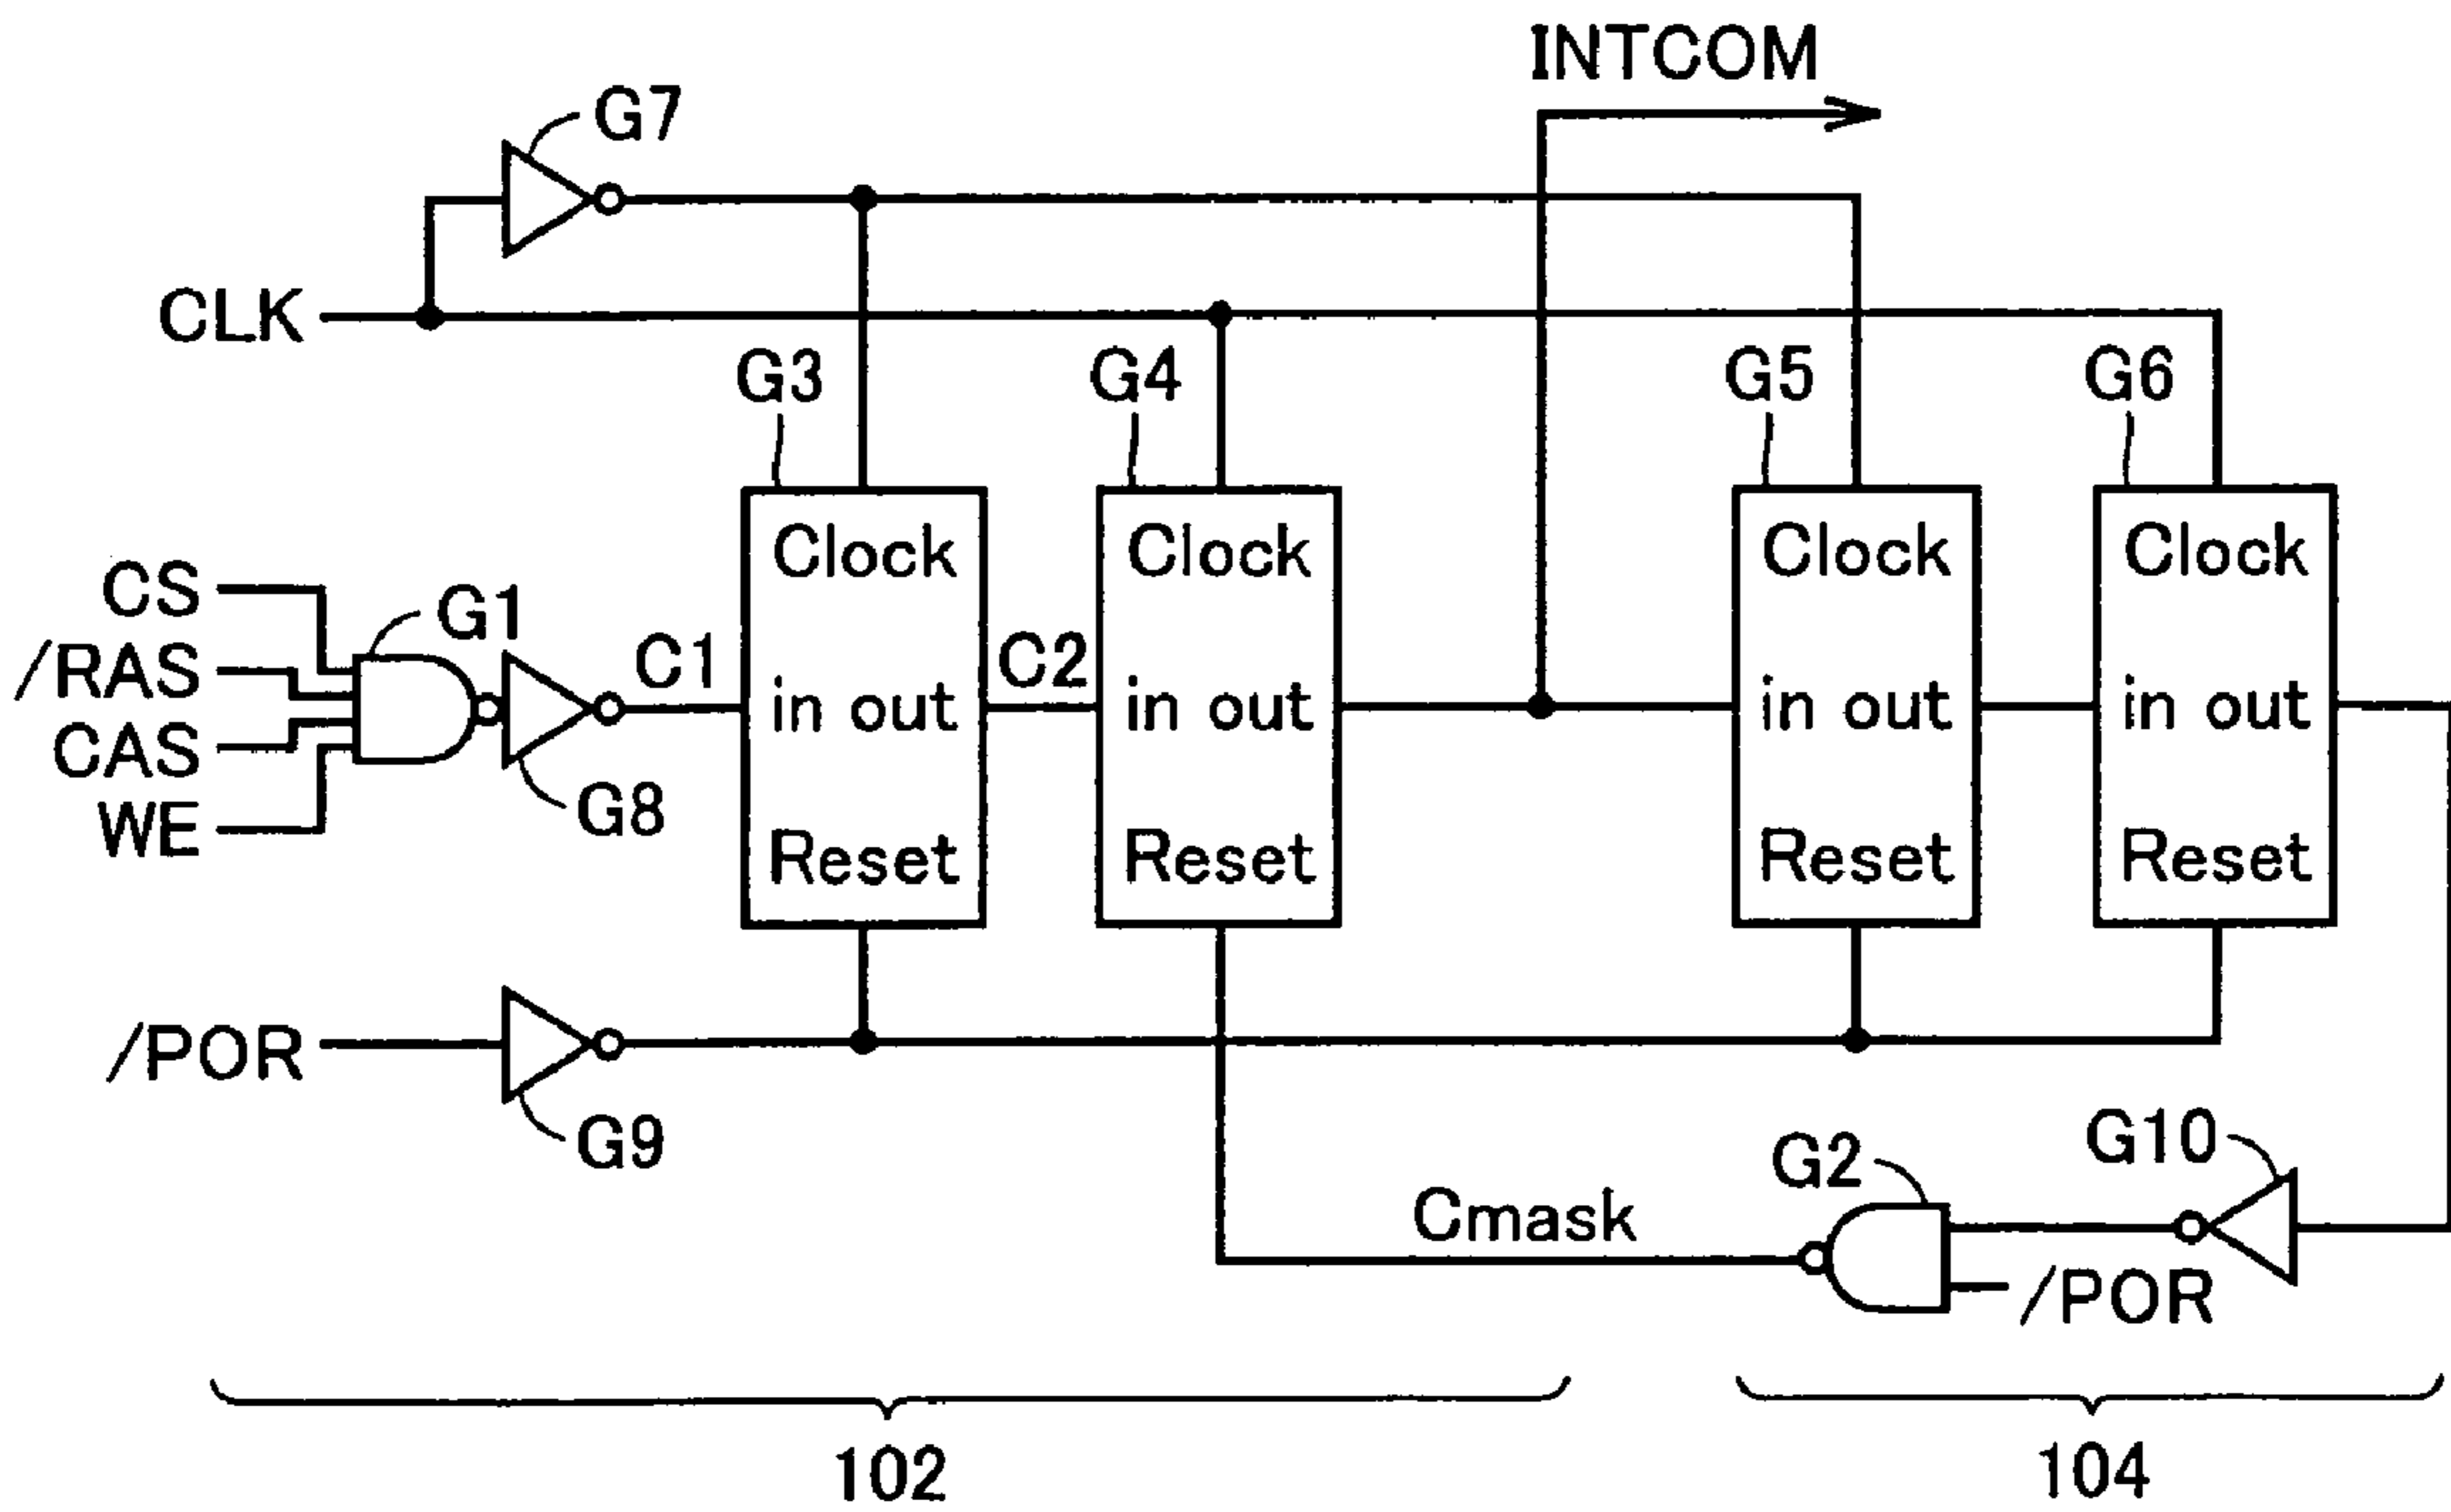 INTCOM
G7
CLK
G3
G4
G5
G6
Clock
Clock
Clock
Clock
CS
G1
/RAS
C1
C2
in out
in out
in out
in out
CAS
WE
G8
Reset
Reset
Reset
Reset
/POR
G9
G2
G10
Cmask
/POR
102
104